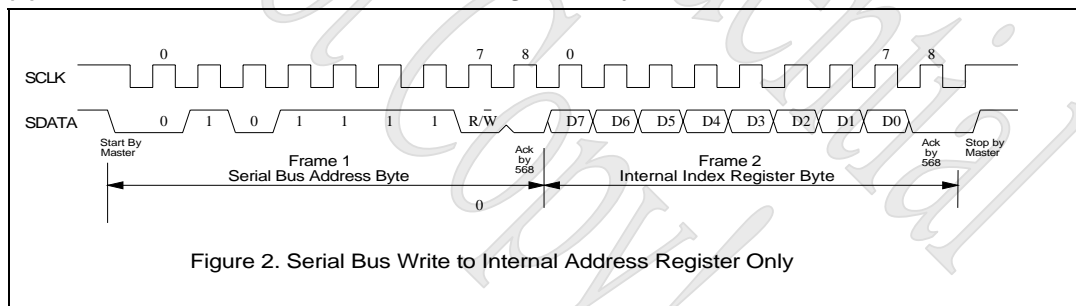 0 7 8 0 7 8
SCLK
SDATA 0 1 0 1 1 1 1 R/W D7 D6 D5 D4 D3 D2 D1 D0
Start By
Master
Ack
by
568
Ack
by
568
Stop by
Master
Frame 1
Serial Bus Address Byte
Frame 2
Internal Index Register Byte
0
Figure 2. Serial Bus Write to Internal Address Register Only